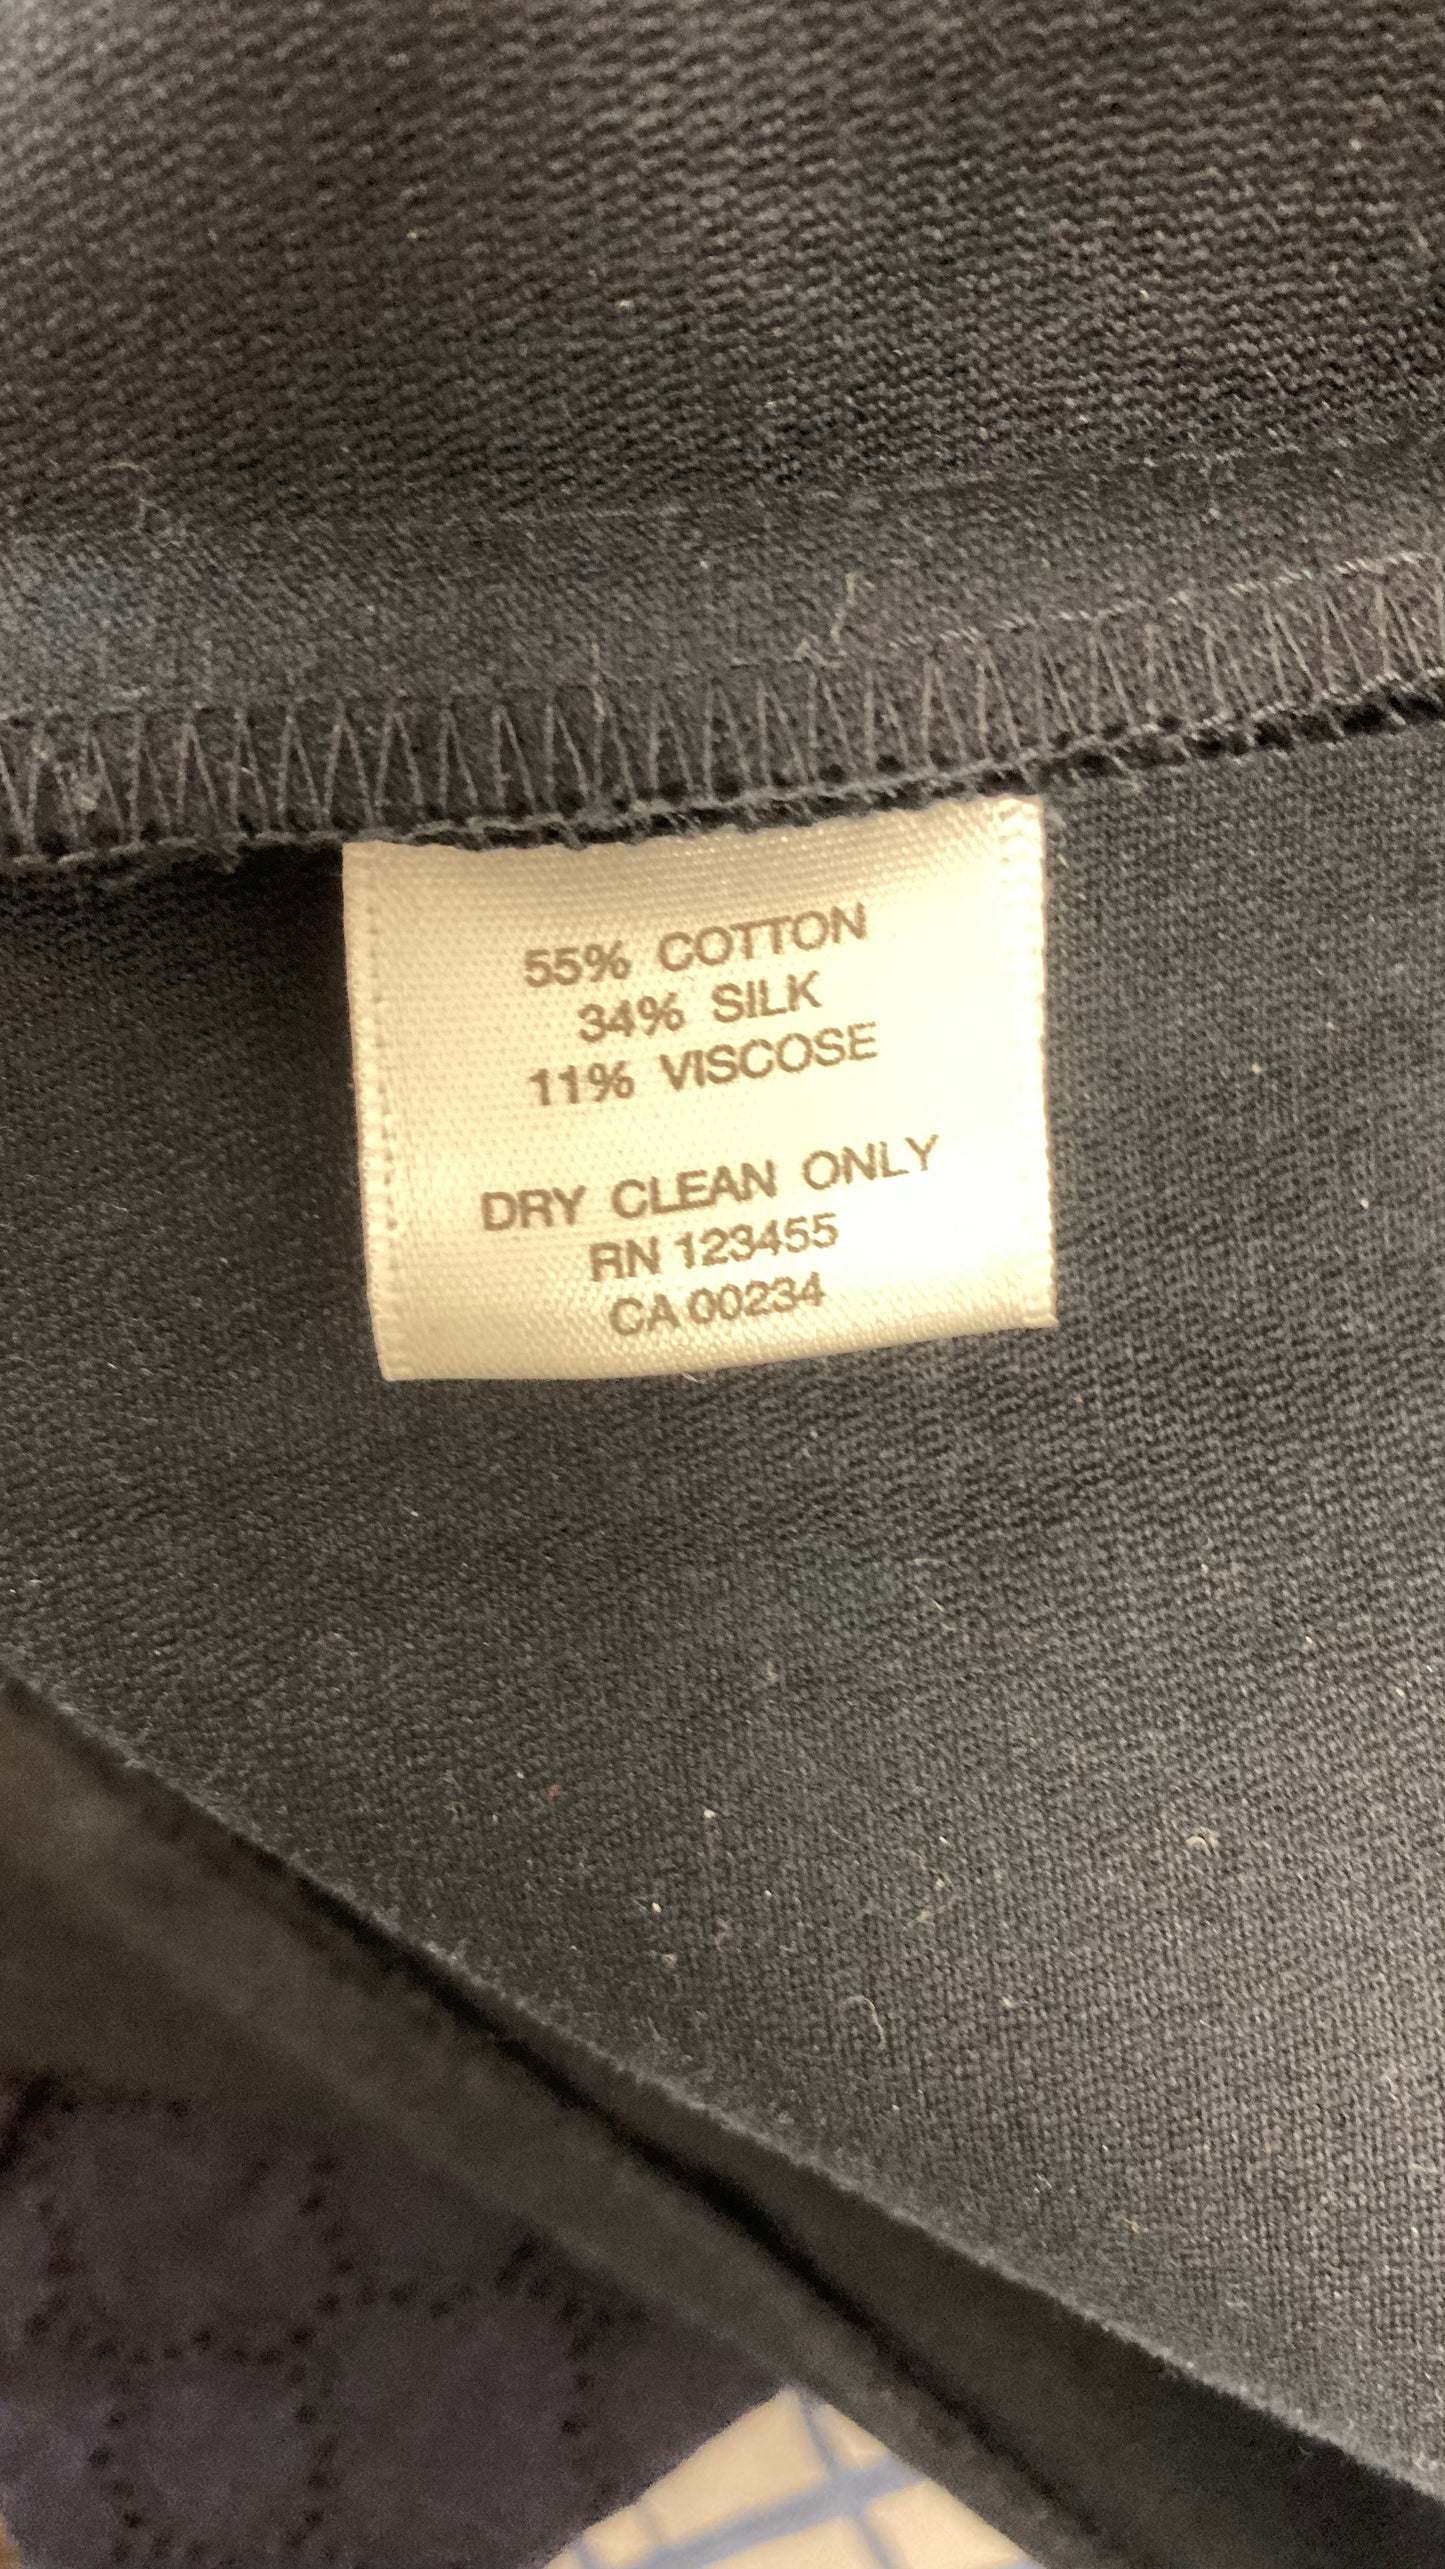 55% COTTON
34% SILK
11% VISCOSE
DRY CLEAN ONLY
RN 123455
CA 00234